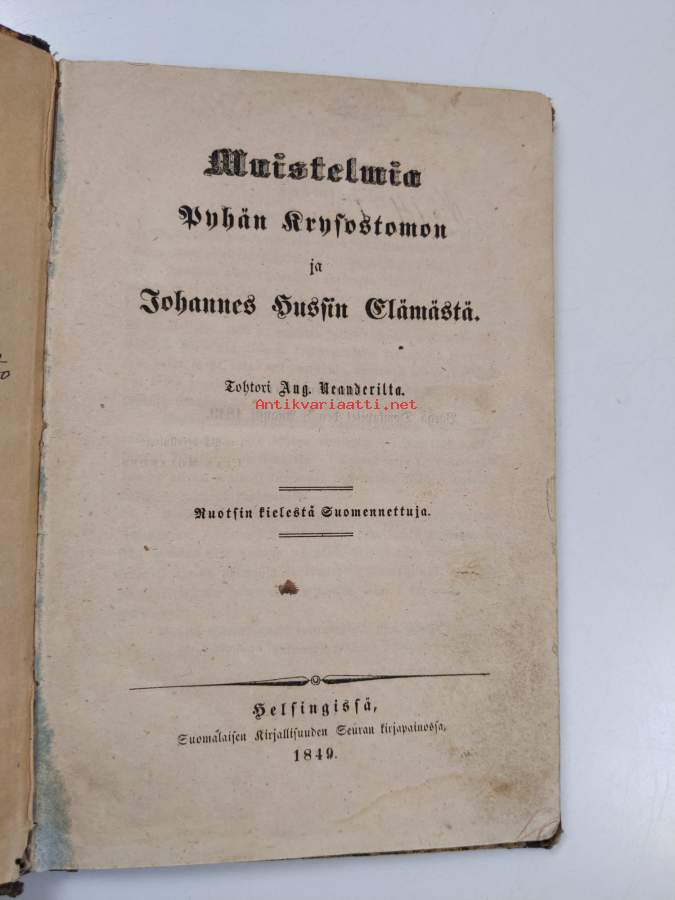 Muistelmia
Pyhän Krysostomon
ja
Johannes Hussin Elämästä.
Tohtori Aug. Neanderilta.
Antikvariaatti.net
Ruotsin kielestä Suomennettuja.
Helsingissä,
Suomalaisen Kirjallisuuden Seuran kirjapainossa,
1849.